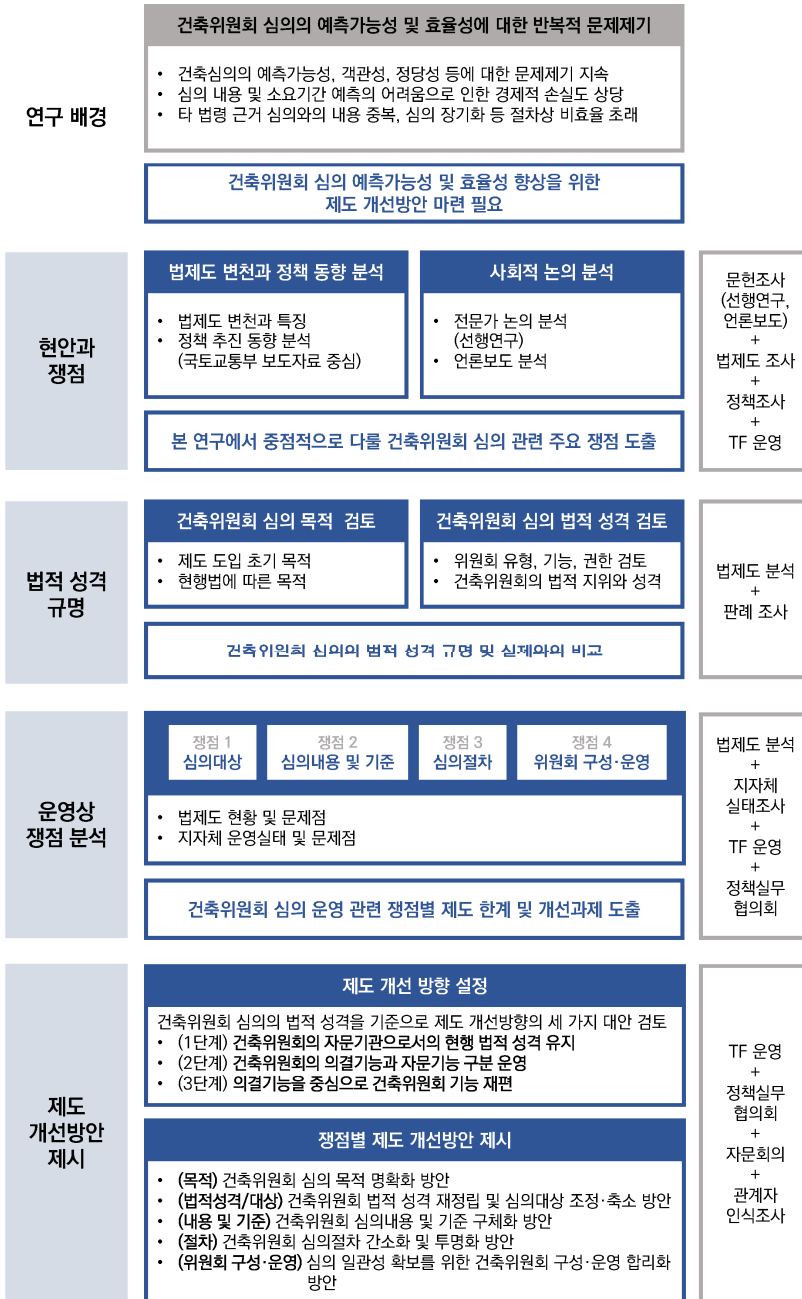 건축위원회 심의의 예측가능성 및 효율성에 대한 반복적 문제제기
연구 배경
• 건축심의의 예측가능성, 객관성, 정당성 등에 대한 문제제기 지속
• 심의 내용 및 소요기간 예측의 어려움으로 인한 경제적 손실도 상당
• 타 법령 근거 심의와의 내용 중복, 심의 장기화 등 절차상 비효율 초래
건축위원회 심의 예측가능성 및 효율성 향상을 위한
제도 개선방안 마련 필요
현안과
쟁점
법제도 변천과 정책 동향 분석
• 법제도 변천과 특징
• 정책 추진 동향 분석
(국토교통부 보도자료 중심)
사회적 논의 분석
• 전문가 논의 분석
(선행연구)
• 언론보도 분석
본 연구에서 중점적으로 다룰 건축위원회 심의 관련 주요 쟁점 도출
문헌조사
(선행연구,
언론보도)
+
법제도 조사
+
정책조사
+
TF 운영
법적 성격
규명
건축위원회 심의 목적 검토
• 제도 도입 초기 목적
• 현행법에 따른 목적
건축위원회 심의 법적 성격 검토
• 위원회 유형, 기능, 권한 검토
• 건축위원회의 법적 지위와 성격
건축위원회 심의의 법적 성격 규명 및 실제와의 비교
법제도 분석
+
판례 조사
운영상
쟁점 분석
쟁점 1
심의대상
쟁점 2
심의내용 및 기준
쟁점 3
심의절차
쟁점 4
위원회 구성·운영
• 법제도 현황 및 문제점
• 지자체 운영실태 및 문제점
건축위원회 심의 운영 관련 쟁점별 제도 한계 및 개선과제 도출
법제도 분석
+
지자체
실태조사
+
TF 운영
+
정책실무
협의회
제도
개선방안
제시
제도 개선 방향 설정
건축위원회 심의의 법적 성격을 기준으로 제도 개선방향의 세 가지 대안 검토
• (1단계) 건축위원회의 자문기관으로서의 현행 법적 성격 유지
• (2단계) 건축위원회의 의결기능과 자문기능 구분 운영
• (3단계) 의결기능을 중심으로 건축위원회 기능 재편
쟁점별 제도 개선방안 제시
• (목적) 건축위원회 심의 목적 명확화 방안
• (법적성격/대상) 건축위원회 법적 성격 재정립 및 심의대상 조정·축소 방안
• (내용 및 기준) 건축위원회 심의내용 및 기준 구체화 방안
• (절차) 건축위원회 심의절차 간소화 및 투명화 방안
• (위원회 구성·운영) 심의 일관성 확보를 위한 건축위원회 구성·운영 합리화
방안
TF 운영
+
정책실무
협의회
+
자문회의
+
관계자
인식조사